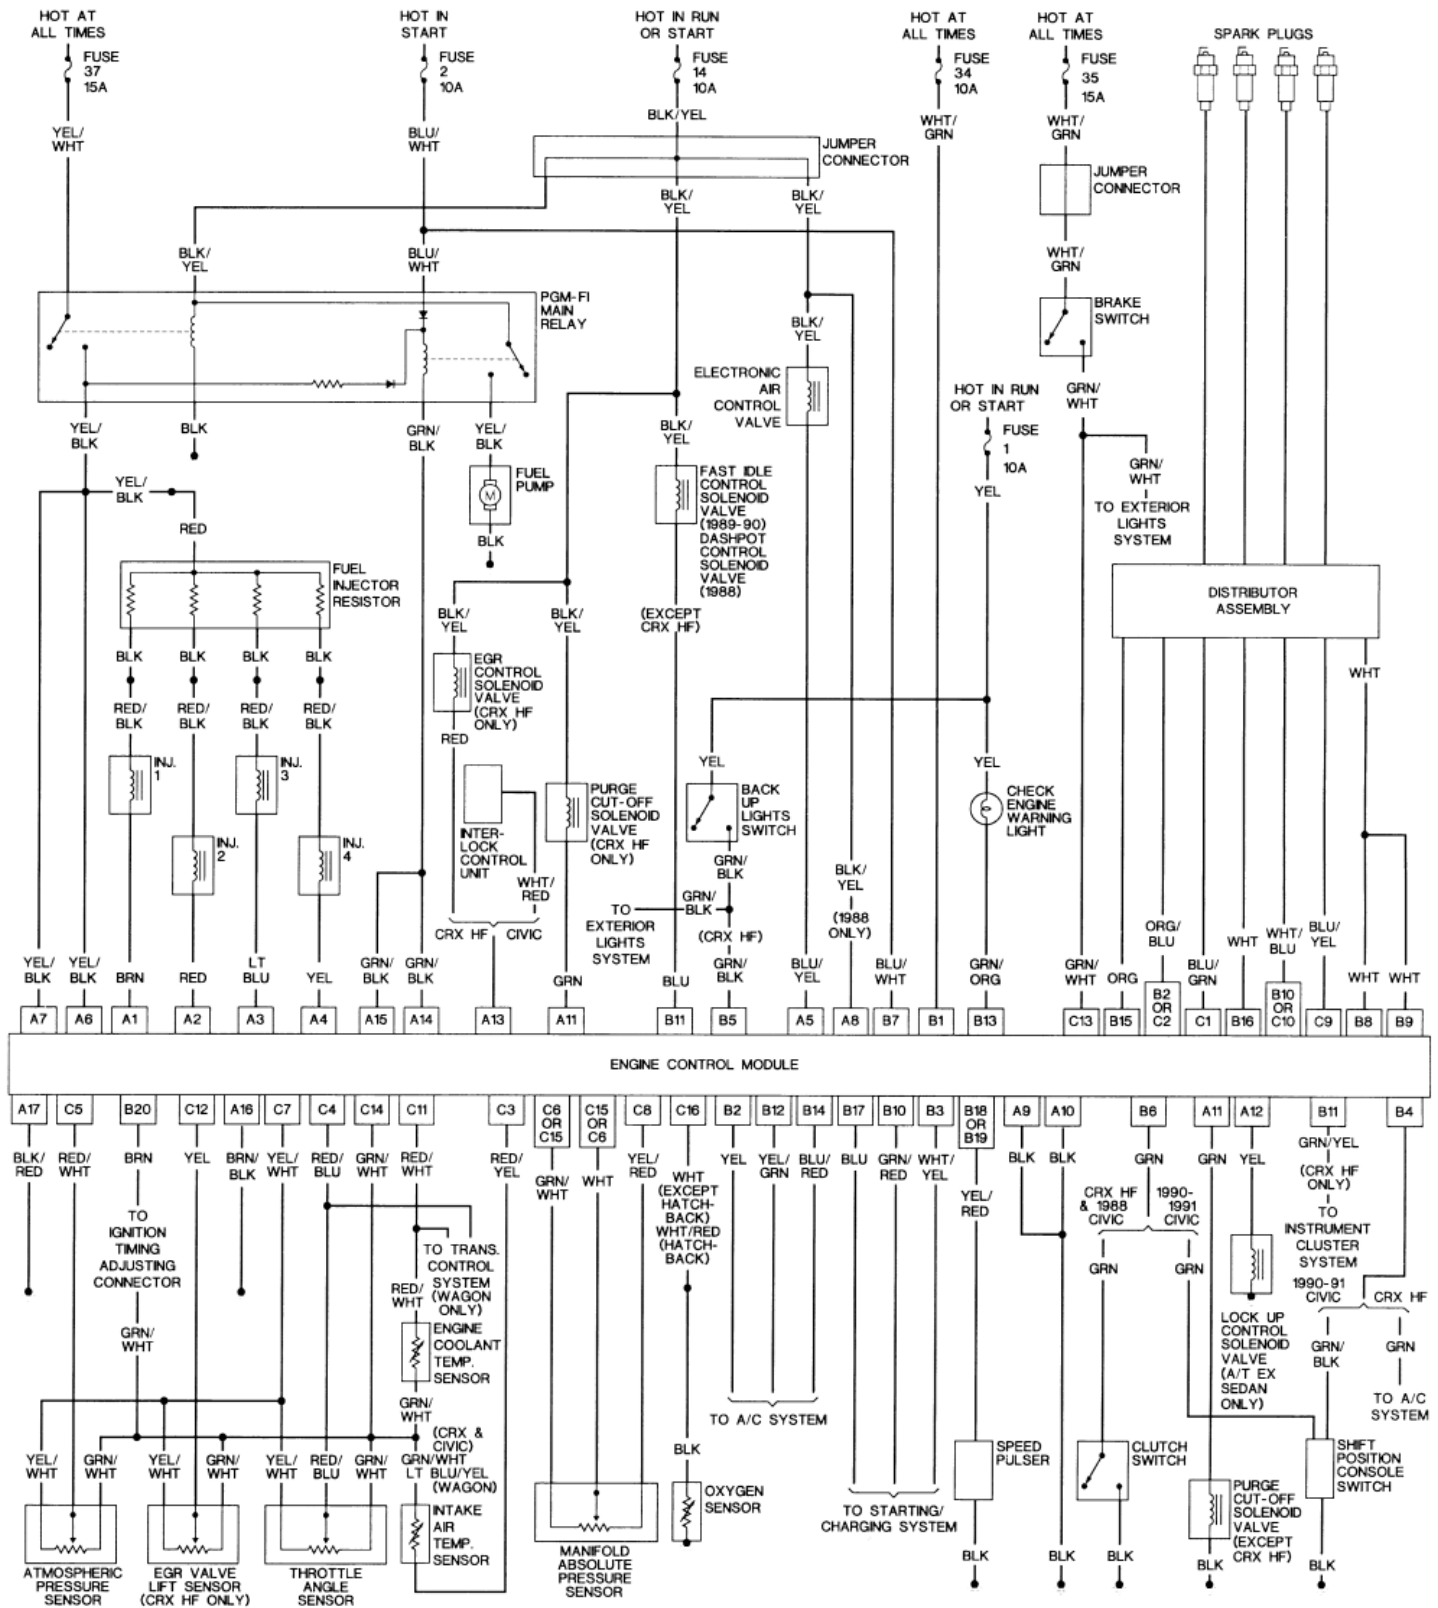 HOT AT
ALL TIMES
HOT IN
START
HOT IN RUN
OR START
HOT AT
ALL TIMES
HOT AT
ALL TIMES
SPARK PLUGS
FUSE
37
15A
FUSE
2
10A
FUSE
14
10A
FUSE
34
10A
FUSE
35
15A
YEL/
WHT
BLU/
WHT
BLK/YEL
WHT/
GRN
WHT/
GRN
JUMPER
CONNECTOR
JUMPER
CONNECTOR
BLK/
YEL
BLK/
YEL
BLK/
YEL
BLU/
WHT
WHT/
GRN
PGM-FI
MAIN
RELAY
BRAKE
SWITCH
BLK/
YEL
ELECTRONIC
AIR
CONTROL
VALVE
HOT IN RUN
OR START
FUSE
1
10A
GRN/
WHT
YEL/
BLK
BLK
GRN/
BLK
YEL/
BLK
BLK/
YEL
YEL
GRN/
WHT
TO EXTERIOR
LIGHTS
SYSTEM
YEL/
BLK
RED
FUEL
PUMP
M
BLK
FAST IDLE
CONTROL
SOLENOID
VALVE
(1989-90)
DASHPOT
CONTROL
SOLENOID
VALVE
(1988)
FUEL
INJECTOR
RESISTOR
DISTRIBUTOR
ASSEMBLY
BLK/
YEL
BLK/
YEL
(EXCEPT
CRX HF)
BLK
BLK
BLK
BLK
WHT
EGR
CONTROL
SOLENOID
VALVE
(CRX HF
ONLY)
RED/
BLK
RED/
BLK
RED/
BLK
RED/
BLK
RED
INJ.
1
INJ.
3
INJ.
2
INJ.
4
YEL
YEL
INTER-
LOCK CONTROL
UNIT
PURGE
CUT-OFF
SOLENOID
VALVE
(CRX HF
ONLY)
BACK
UP
LIGHTS
SWITCH
CHECK
ENGINE
WARNING
LIGHT
WHT/
RED
GRN/
BLK
BLK/
YEL
(1988
ONLY)
TO
EXTERIOR
LIGHTS
SYSTEM
GRN/
BLK
(CRX HF)
CRX HF
CIVIC
ORG/
BLU
WHT
WHT/
BLU
BLU/
YEL
YEL/
BLK
YEL/
BLK
BRN
RED
LT
BLU
YEL
GRN/
BLK
GRN/
BLK
GRN
BLU
GRN/
BLK
BLU/
YEL
BLU/
WHT
GRN/
ORG
GRN/
WHT
ORG
BLU/
GRN
WHT
WHT
A7
A6
A1
A2
A3
A4
A15
A14
A13
A11
B11
B5
A5
A8
B7
B1
B13
C13
B15
B2
OR
C2
C1
B16
B10
OR
C10
C9
B8
B9
ENGINE CONTROL MODULE
A17
C5
B20
C12
A16
C7
C4
C14
C11
C3
C6
OR
C15
C15
OR
C6
C8
C16
B2
B12
B14
B17
B10
B3
B18
OR
B19
A9
A10
B6
A11
A12
B11
B4
BLK/
RED
RED/
WHT
BRN
YEL
BRN/
BLK
YEL/
WHT
RED/
BLU
GRN/
WHT
RED/
WHT
RED/
YEL
GRN/
WHT
WHT
YEL/
RED
WHT
(EXCEPT
HATCH-
BACK)
WHT/RED
(HATCH-
BACK)
YEL
YEL/
GRN
BLU/
RED
BLU
GRN/
RED
WHT/
YEL
YEL/
RED
BLK
BLK
GRN
GRN
YEL
GRN/YEL
(CRX HF
ONLY)
TO
INSTRUMENT
CLUSTER
SYSTEM
CRX HF
& 1988
CIVIC
1990-
1991
CIVIC
TO
IGNITION
TIMING
ADJUSTING
CONNECTOR
TO TRANS.
CONTROL
SYSTEM
(WAGON
ONLY)
RED/
WHT
GRN
GRN
1990-91
CIVIC
CRX HF
LOCK UP
CONTROL
SOLENOID
VALVE
(A/T EX
SEDAN
ONLY)
GRN/
WHT
ENGINE
COOLANT
TEMP.
SENSOR
GRN/
BLK
GRN
GRN/
WHT
TO A/C SYSTEM
TO A/C
SYSTEM
(CRX &
CIVIC)
GRN/WHT
LT BLU/YEL
(WAGON)
YEL/
WHT
GRN/
WHT
YEL/
WHT
GRN/
WHT
YEL/
WHT
RED/
BLU
GRN/
WHT
BLK
SPEED
PULSER
CLUTCH
SWITCH
SHIFT
POSITION
CONSOLE
SWITCH
OXYGEN
SENSOR
TO STARTING/
CHARGING SYSTEM
PURGE
CUT-OFF
SOLENOID
VALVE
(EXCEPT
CRX HF)
INTAKE
AIR
TEMP.
SENSOR
MANIFOLD
ABSOLUTE
PRESSURE
SENSOR
BLK
BLK
BLK
BLK
BLK
ATMOSPHERIC
PRESSURE
SENSOR
EGR VALVE
LIFT SENSOR
(CRX HF ONLY)
THROTTLE
ANGLE
SENSOR